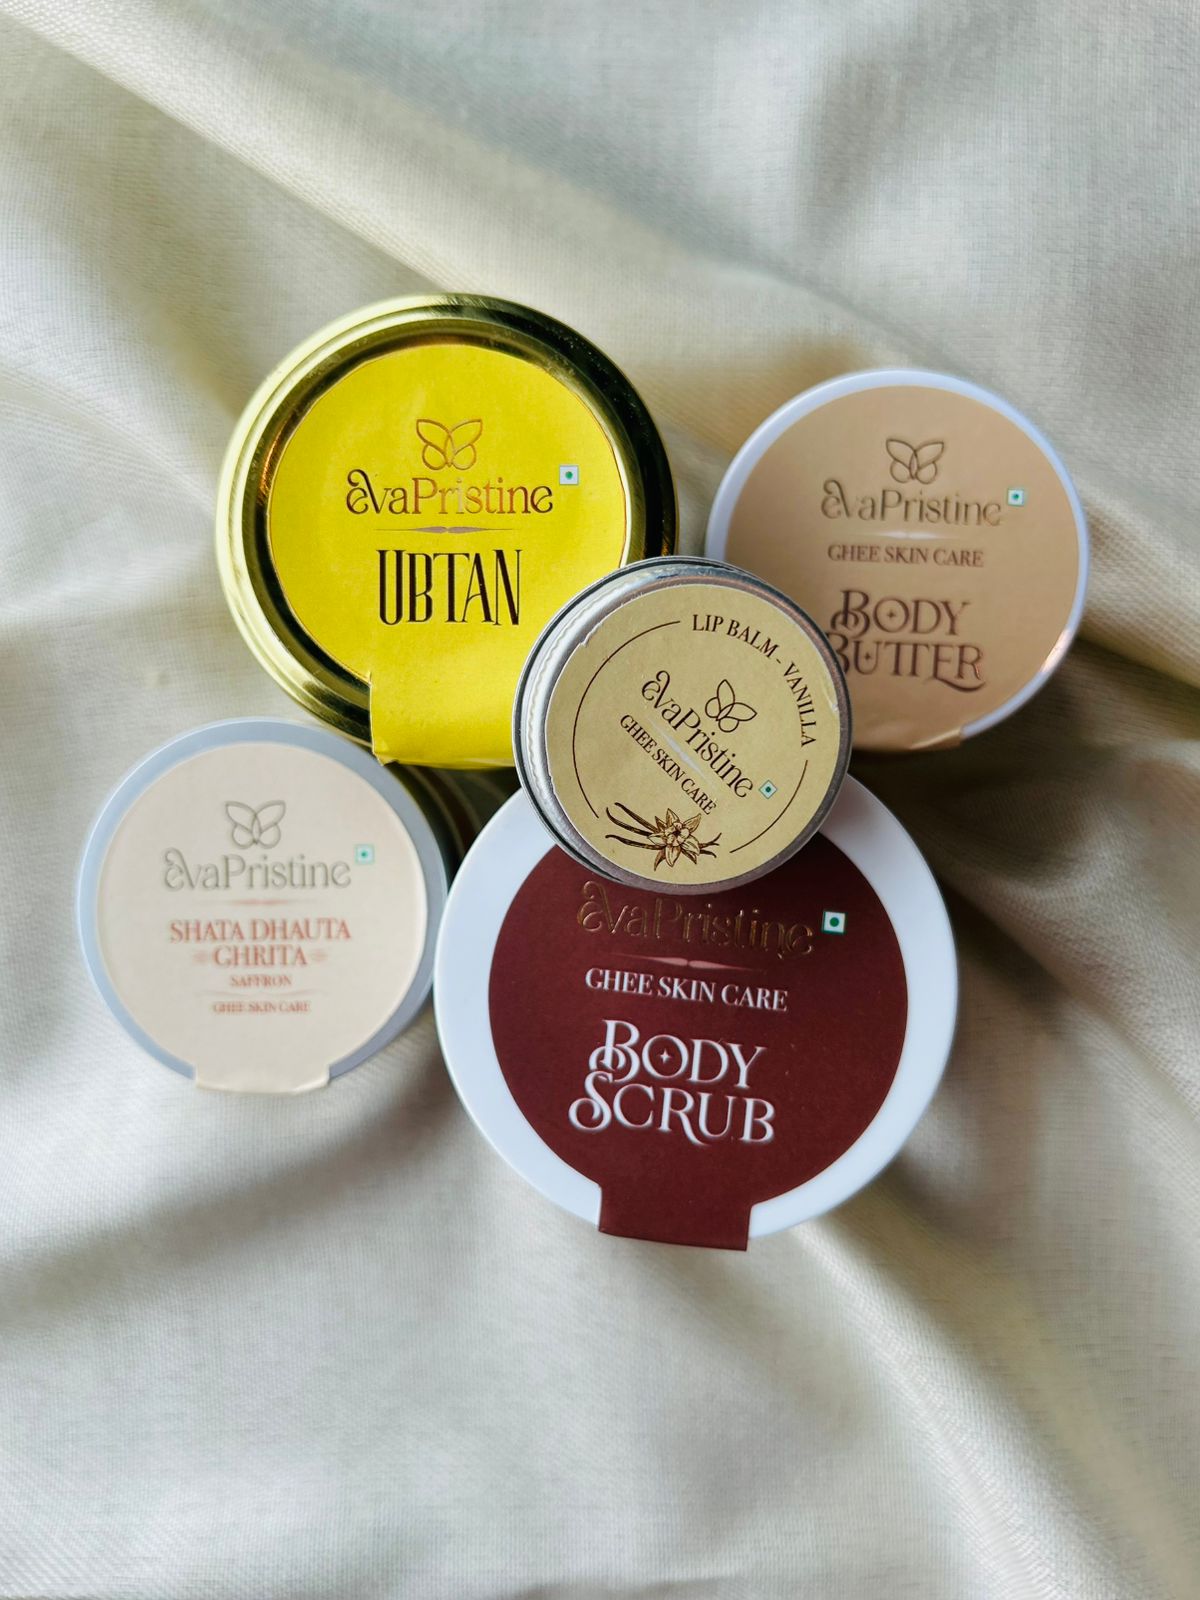 evaPristine
UBTAN
evaPristine
GHEE SKIN CARE
BODY
BUTTER
LIP BALM - VANILLA
evaPristine
GHEE SKIN CARE
evaPristine
SHATA DHAUTA
GHRITA
SAFFRON
GHEE SKIN CARE
evaPristine
GHEE SKIN CARE
BODY
SCRUB